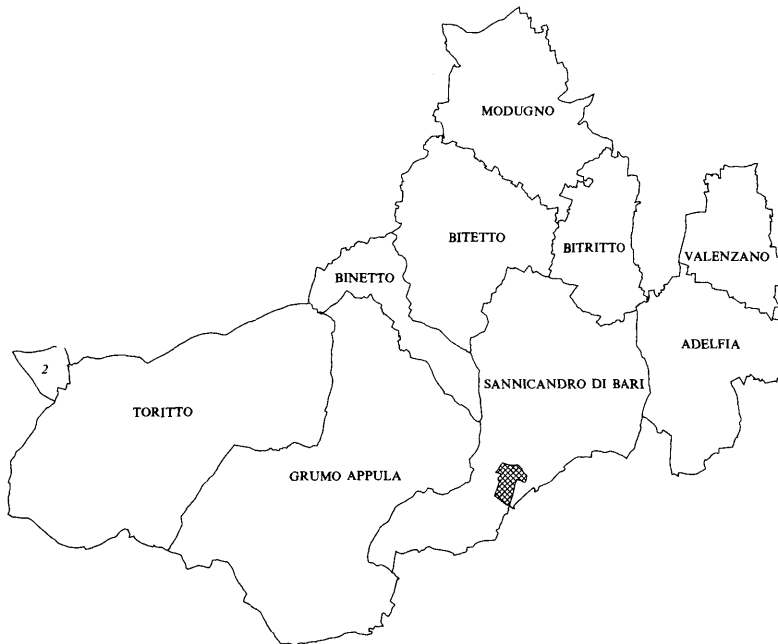 MODUGNO
BITETTO
BITRITTO
VALENZANO
BINETTO
ADELFIA
2
SANNICANDRO DI BARI
TORITTO
GRUMO APPULA